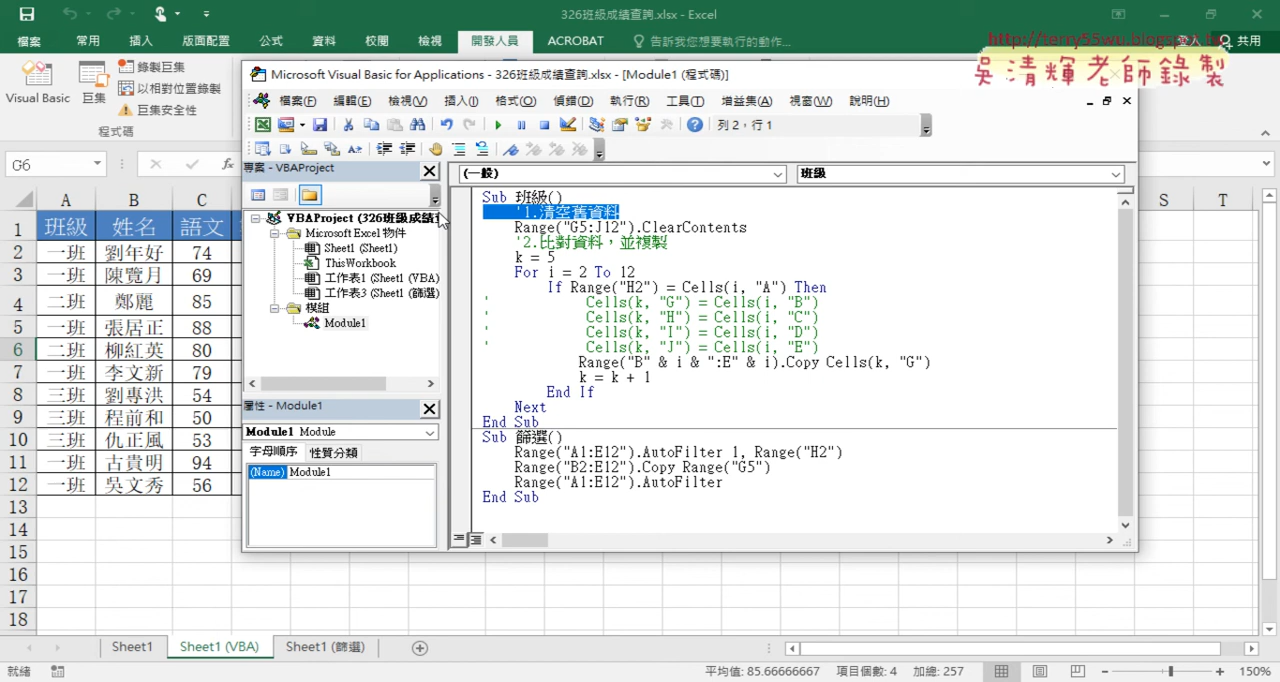 326班級成績查詢.xlsx - Excel
檔案 常用 插入 版面配置 公式 資料 校閱 檢視 開發人員 ACROBAT 告訴我您想要執行的動作... 登入 共用
http://terry55wu.blogspot.tw
吳清輝老師錄製
Visual Basic 巨集 錄製巨集
以相對位置錄製
巨集安全性
程式碼
Microsoft Visual Basic for Applications - 326班級成績查詢.xlsx - [Module1 (程式碼)]
檔案(F) 編輯(E) 檢視(V) 插入(I) 格式(O) 偵錯(D) 執行(R) 工具(T) 增益集(A) 視窗(W) 說明(H)
列 2，行 1
G6 fx
專案 - VBAProject
VBAProject (326班級成績
Microsoft Excel 物件
Sheet1 (Sheet1)
ThisWorkbook
工作表1 (Sheet1 (VBA)
工作表3 (Sheet1 (篩選)
模組
Module1
屬性 - Module1
Module1 Module
字母順序 性質分類
(Name) Module1
(一般) 班級
Sub 班級()
'1.清空舊資料
Range("G5:J12").ClearContents
'2.比對資料，並複製
k = 5
For i = 2 To 12
If Range("H2") = Cells(i, "A") Then
' Cells(k, "G") = Cells(i, "B")
' Cells(k, "H") = Cells(i, "C")
' Cells(k, "I") = Cells(i, "D")
' Cells(k, "J") = Cells(i, "E")
Range("B" & i & ":E" & i).Copy Cells(k, "G")
k = k + 1
End If
Next
End Sub
Sub 篩選()
Range("A1:E12").AutoFilter 1, Range("H2")
Range("B2:E12").Copy Range("G5")
Range("A1:E12").AutoFilter
End Sub
A B C S T
1 班級 姓名 語文
2 一班 劉年好 74
3 一班 陳覽月 69
4 二班 鄭麗 85
5 一班 張居正 88
6 二班 柳紅英 80
7 一班 李文新 79
8 三班 劉專洪 54
9 三班 程前和 50
10 三班 仇正風 53
11 一班 古貴明 94
12 一班 吳文秀 56
13
14
15
16
17
18
Sheet1 Sheet1 (VBA) Sheet1 (篩選)
就緒 平均值: 85.66666667 項目個數: 4 加總: 257 150%